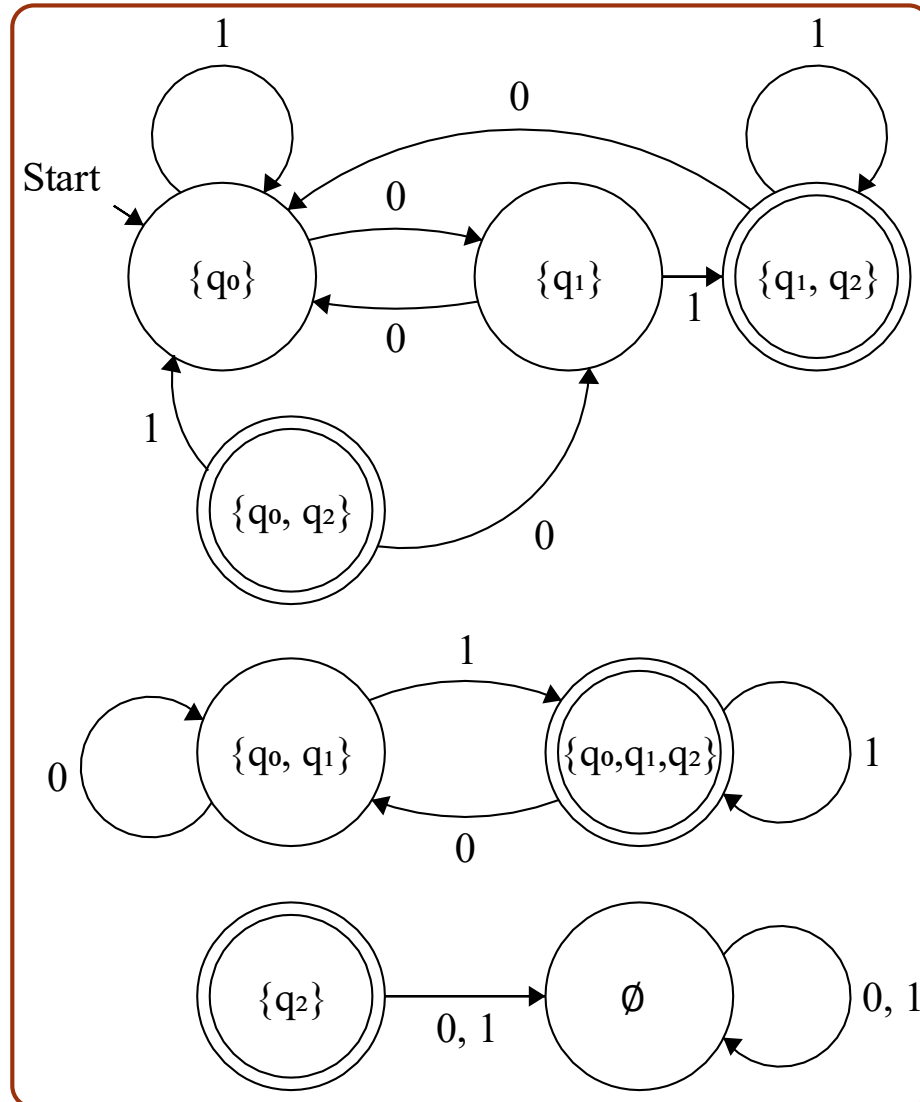 1
1
0
Start
0
{q₀}
{q₁}
{q₁, q₂}
1
0
1
{q₀, q₂}
0
1
{q₀, q₁}
{q₀,q₁,q₂}
0
1
0
{q₂}
∅
0, 1
0, 1